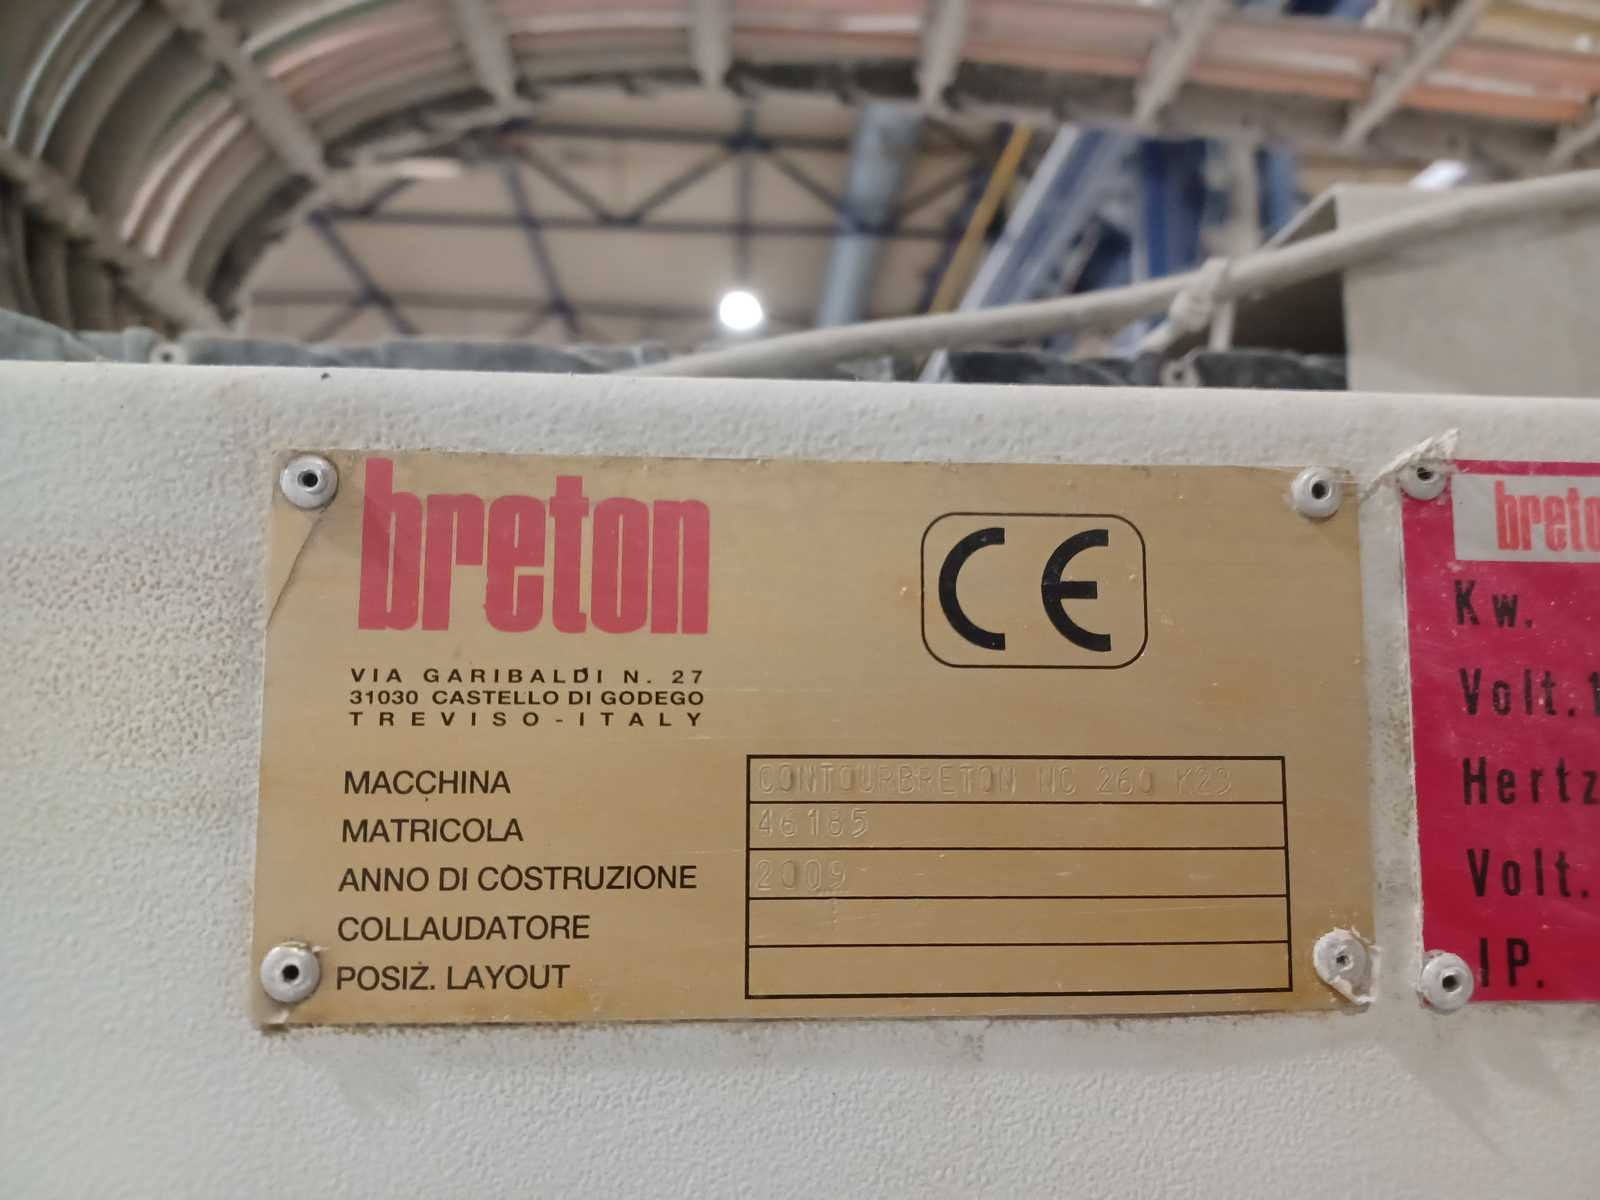 breton
CE
VIA GARIBALDI N. 27
31030 CASTELLO DI GODEGO
TREVISO - ITALY
MACCHINA CONTOURBRETON NC 260 K23
MATRICOLA 46185
ANNO DI COSTRUZIONE 2009
COLLAUDATORE
POSIZ. LAYOUT
breton
Kw.
Volt.
Hertz
Volt.
IP.